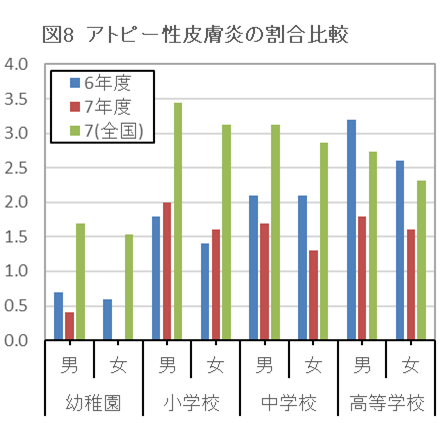 図8 アトピー性皮膚炎の割合比較
4.0
3.5
3.0
2.5
2.0
1.5
1.0
0.5
0.0
6年度
7年度
7(全国)
男 女 男 女 男 女 男 女
幼稚園 小学校 中学校 高等学校